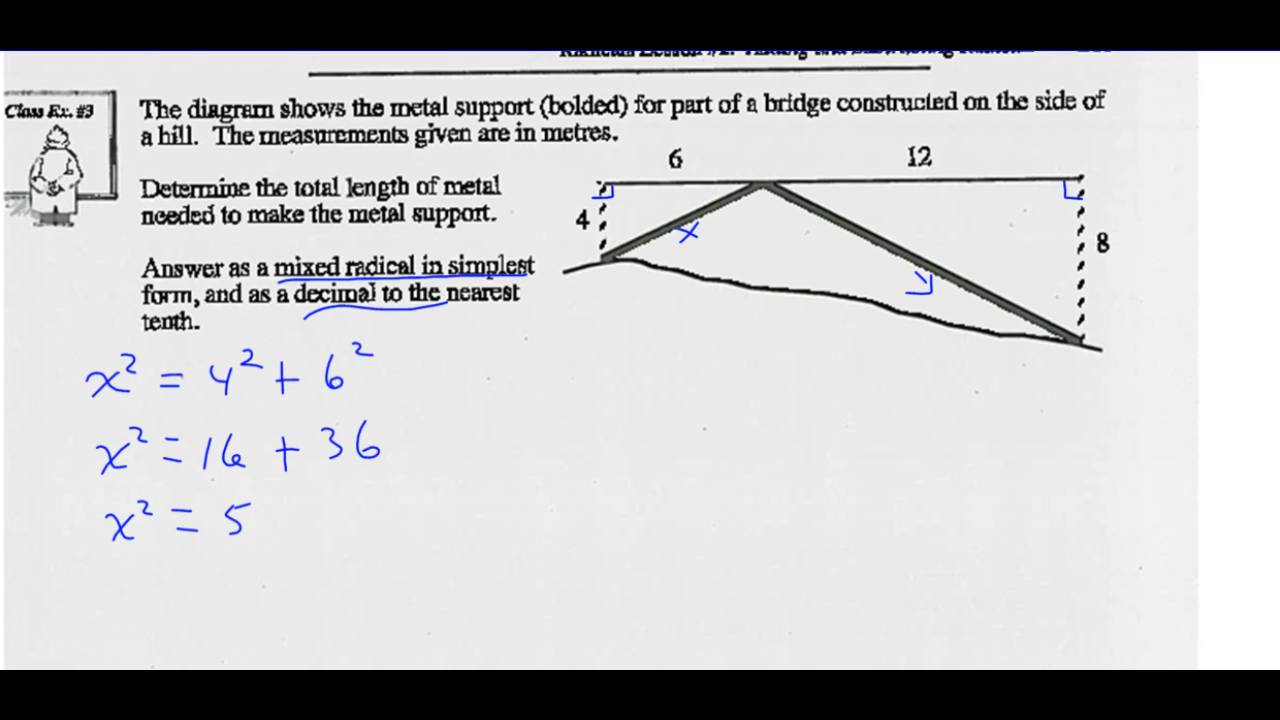 Class Ex. #3
The diagram shows the metal support (bolded) for part of a bridge constructed on the side of
a hill. The measurements given are in metres.
6 12
Determine the total length of metal
needed to make the metal support.
4
x
8
Answer as a mixed radical in simplest
form, and as a decimal to the nearest
tenth.
x² = 4² + 6²
x² = 16 + 36
x² = 5